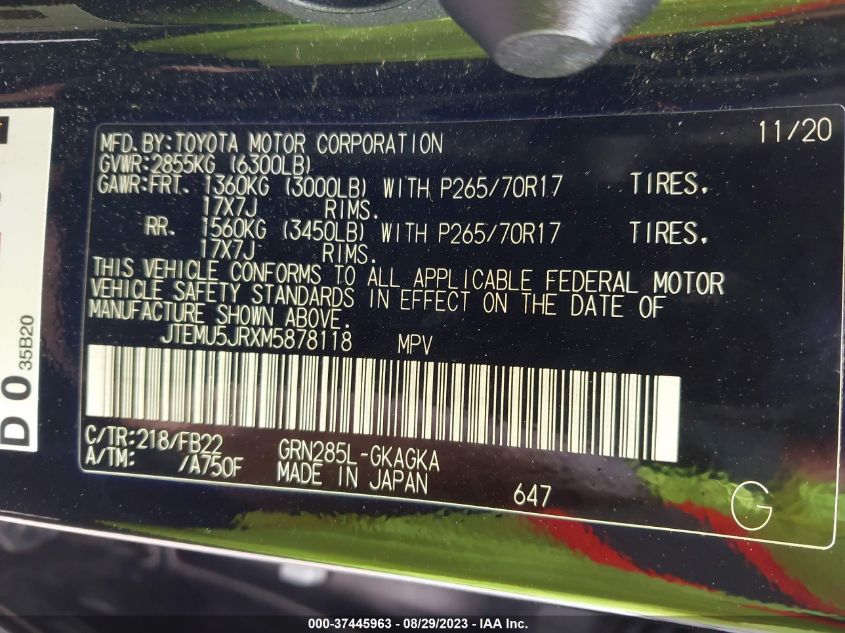 MFD.BY:TOYOTA MOTOR CORPORATION 11/20
GVWR:2855KG (6300LB)
GAWR:FRT. 1360KG (3000LB) WITH P265/70R17 TIRES.
17X7J RIMS.
RR. 1560KG (3450LB) WITH P265/70R17 TIRES.
17X7J RIMS.
THIS VEHICLE CONFORMS TO ALL APPLICABLE FEDERAL MOTOR
VEHICLE SAFETY STANDARDS IN EFFECT ON THE DATE OF
MANUFACTURE SHOWN ABOVE.
JTEMU5JRXM5878118 MPV
C/TR:218/FB22 GRN285L-GKAGKA
A/TM: /A750F MADE IN JAPAN
647
G
D 0
35B20
000-37445963 - 08/29/2023 - IAA Inc.